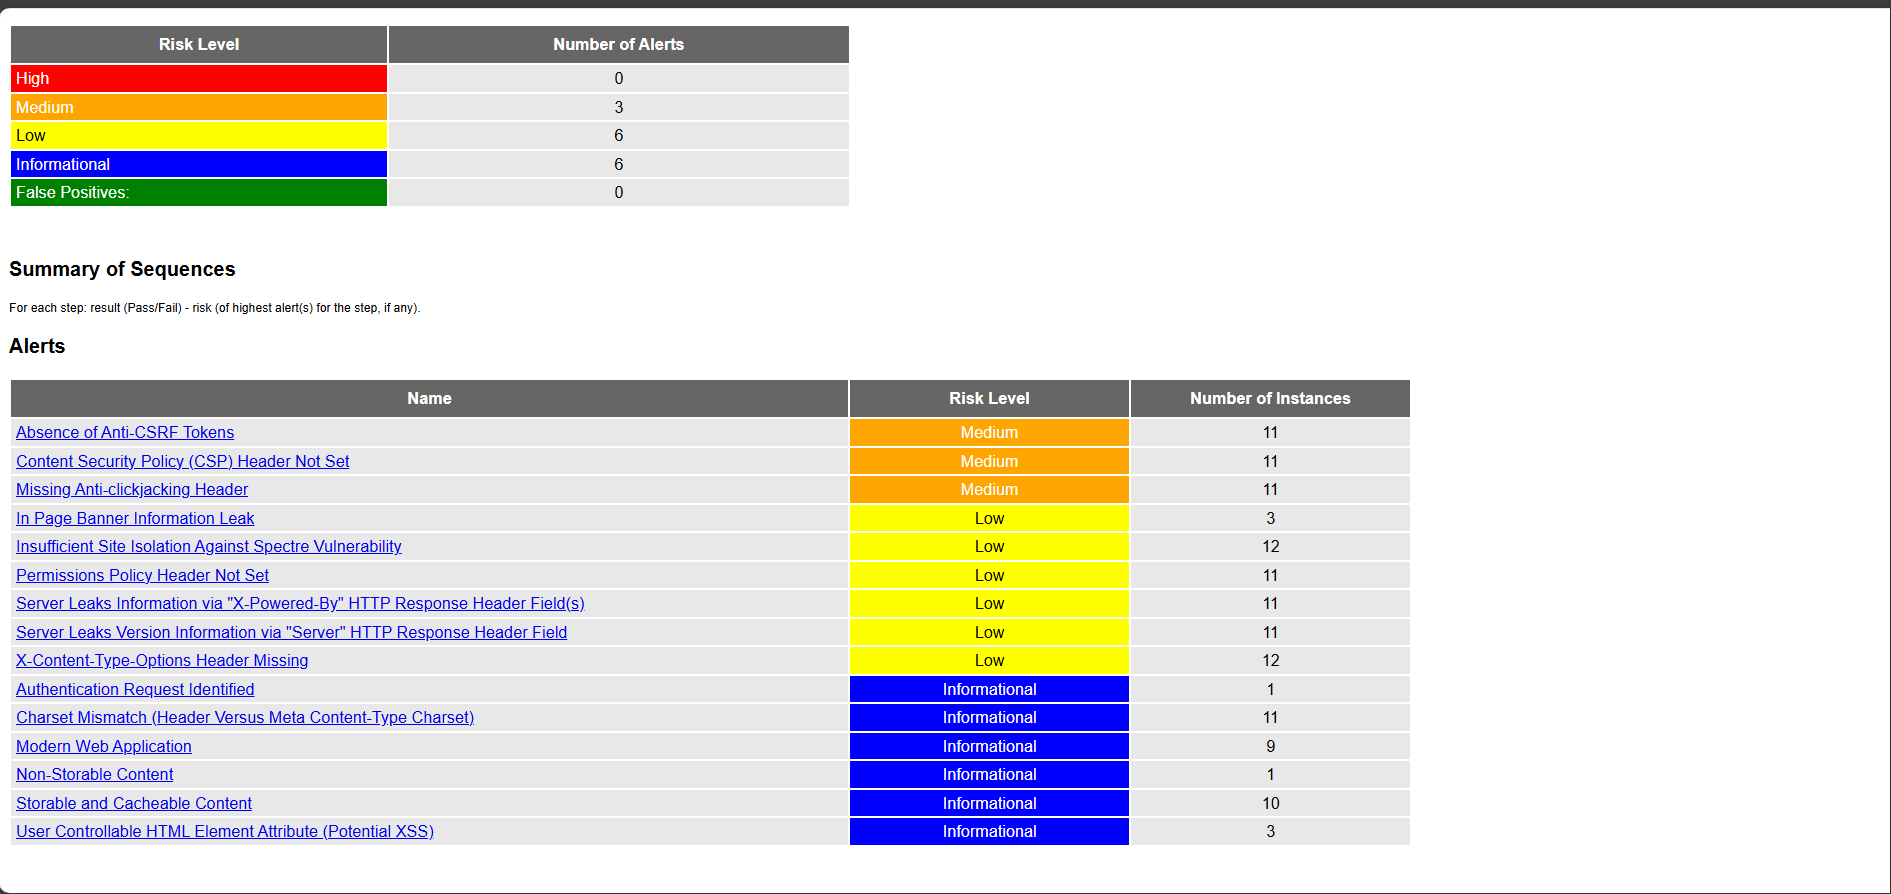 Risk Level Number of Alerts
High 0
Medium 3
Low 6
Informational 6
False Positives: 0
Summary of Sequences
For each step: result (Pass/Fail) - risk (of highest alert(s) for the step, if any).
Alerts
Name Risk Level Number of Instances
Absence of Anti-CSRF Tokens Medium 11
Content Security Policy (CSP) Header Not Set Medium 11
Missing Anti-clickjacking Header Medium 11
In Page Banner Information Leak Low 3
Insufficient Site Isolation Against Spectre Vulnerability Low 12
Permissions Policy Header Not Set Low 11
Server Leaks Information via "X-Powered-By" HTTP Response Header Field(s) Low 11
Server Leaks Version Information via "Server" HTTP Response Header Field Low 11
X-Content-Type-Options Header Missing Low 12
Authentication Request Identified Informational 1
Charset Mismatch (Header Versus Meta Content-Type Charset) Informational 11
Modern Web Application Informational 9
Non-Storable Content Informational 1
Storable and Cacheable Content Informational 10
User Controllable HTML Element Attribute (Potential XSS) Informational 3